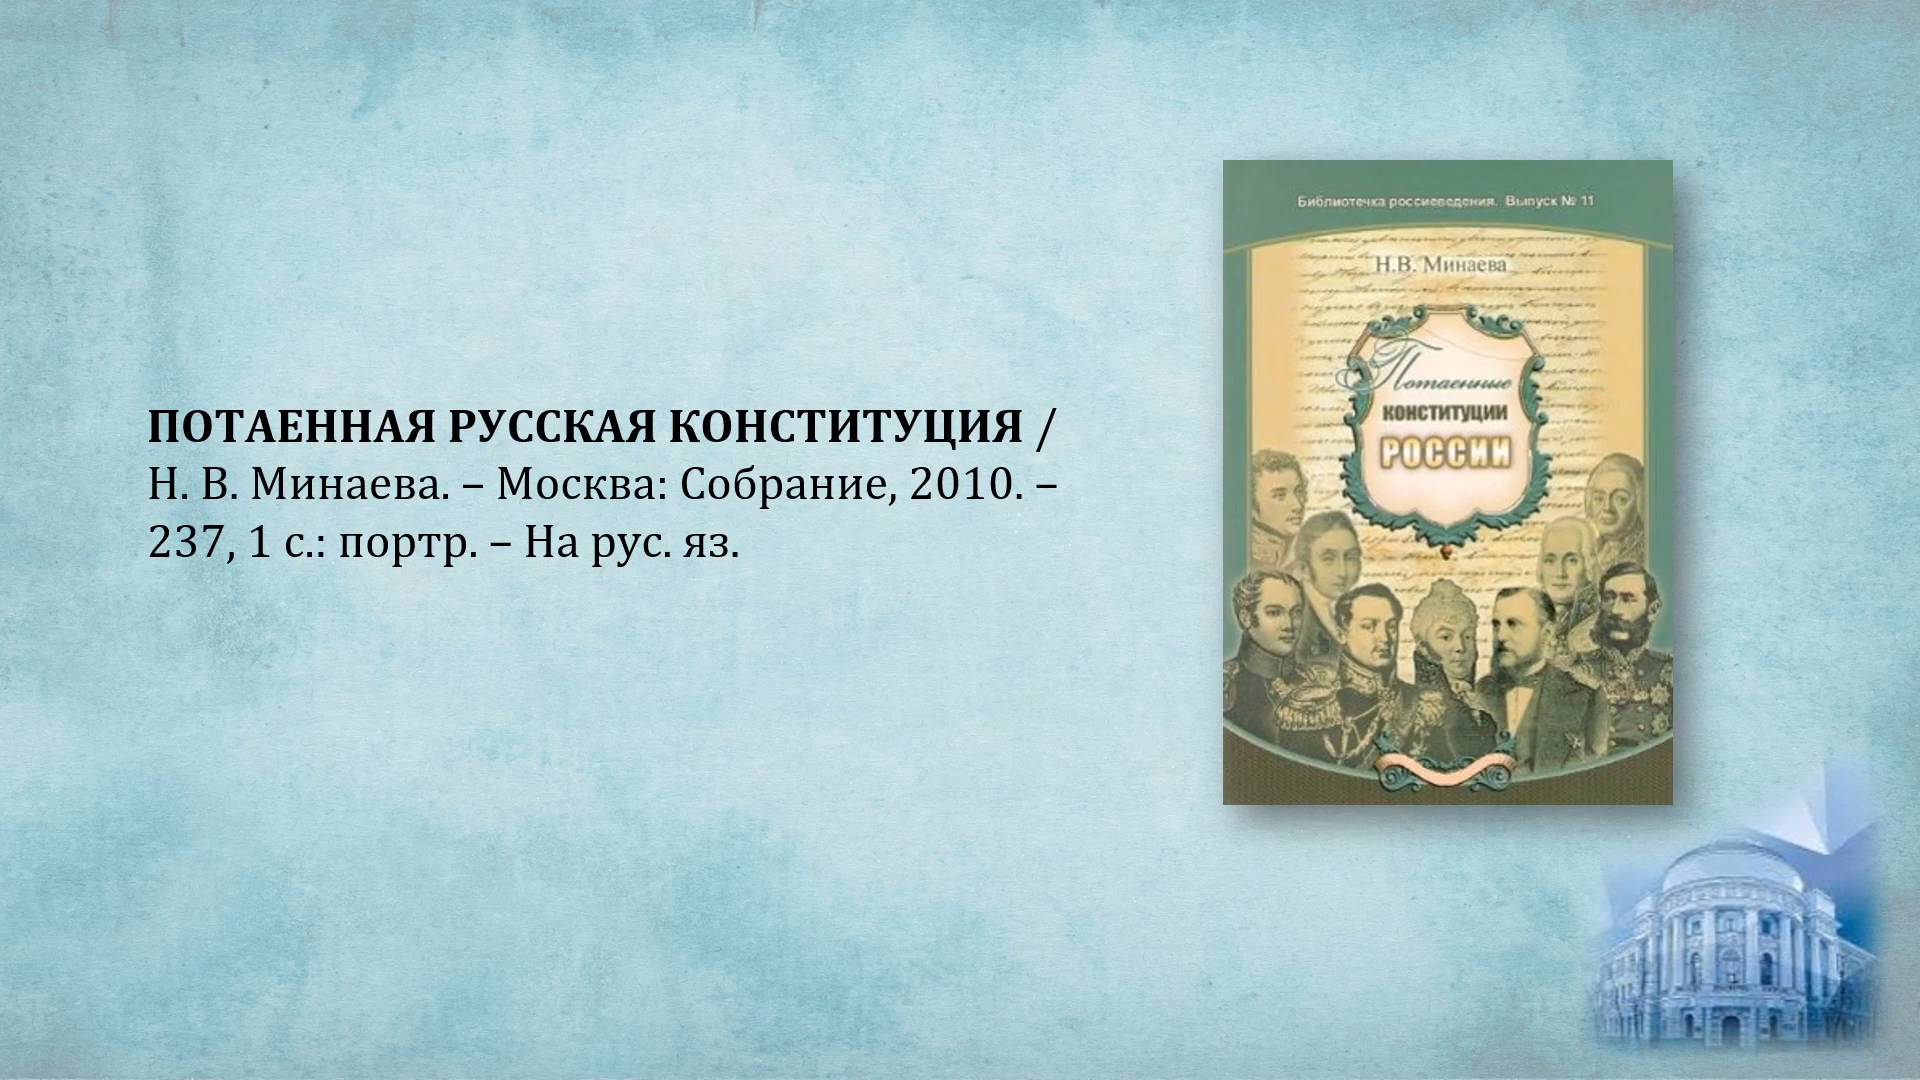 ПОТАЕННАЯ РУССКАЯ КОНСТИТУЦИЯ /
Н. В. Минаева. – Москва: Собрание, 2010. –
237, 1 с.: портр. – На рус. яз.
Библиотечка россиеведения. Выпуск № 11
Н.В. Минаева
Потаенные
КОНСТИТУЦИИ
РОССИИ